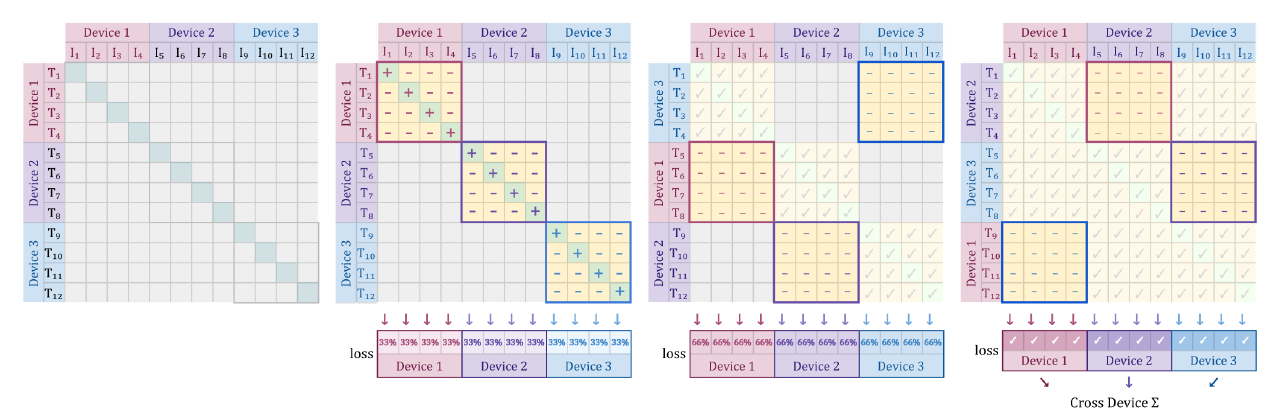 Device 1 Device 2 Device 3
I₁ I₂ I₃ I₄ I₅ I₆ I₇ I₈ I₉ I₁₀ I₁₁ I₁₂
Device 1
T₁
T₂
T₃
T₄
Device 2
T₅
T₆
T₇
T₈
Device 3
T₉
T₁₀
T₁₁
T₁₂
Device 1 Device 2 Device 3
I₁ I₂ I₃ I₄ I₅ I₆ I₇ I₈ I₉ I₁₀ I₁₁ I₁₂
Device 1
T₁ + − − −
T₂ − + − −
T₃ − − + −
T₄ − − − +
Device 2
T₅ + − − −
T₆ − + − −
T₇ − − + −
T₈ − − − +
Device 3
T₉ + − − −
T₁₀ − + − −
T₁₁ − − + −
T₁₂ − − − +
loss 33% 33% 33% 33% 33% 33% 33% 33% 33% 33% 33% 33%
Device 1 Device 2 Device 3
Device 1 Device 2 Device 3
I₁ I₂ I₃ I₄ I₅ I₆ I₇ I₈ I₉ I₁₀ I₁₁ I₁₂
Device 3
T₁ ✓ ✓ ✓ ✓ − − − −
T₂ ✓ ✓ ✓ ✓ − − − −
T₃ ✓ ✓ ✓ ✓ − − − −
T₄ ✓ ✓ ✓ ✓ − − − −
Device 1
T₅ − − − − ✓ ✓ ✓ ✓
T₆ − − − − ✓ ✓ ✓ ✓
T₇ − − − − ✓ ✓ ✓ ✓
T₈ − − − − ✓ ✓ ✓ ✓
Device 2
T₉ − − − − ✓ ✓ ✓ ✓
T₁₀ − − − − ✓ ✓ ✓ ✓
T₁₁ − − − − ✓ ✓ ✓ ✓
T₁₂ − − − − ✓ ✓ ✓ ✓
loss 66% 66% 66% 66% 66% 66% 66% 66% 66% 66% 66% 66%
Device 1 Device 2 Device 3
Device 1 Device 2 Device 3
I₁ I₂ I₃ I₄ I₅ I₆ I₇ I₈ I₉ I₁₀ I₁₁ I₁₂
Device 2
T₁ ✓ ✓ ✓ ✓ − − − − ✓ ✓ ✓ ✓
T₂ ✓ ✓ ✓ ✓ − − − − ✓ ✓ ✓ ✓
T₃ ✓ ✓ ✓ ✓ − − − − ✓ ✓ ✓ ✓
T₄ ✓ ✓ ✓ ✓ − − − − ✓ ✓ ✓ ✓
Device 3
T₅ ✓ ✓ ✓ ✓ ✓ ✓ ✓ ✓ − − − −
T₆ ✓ ✓ ✓ ✓ ✓ ✓ ✓ ✓ − − − −
T₇ ✓ ✓ ✓ ✓ ✓ ✓ ✓ ✓ − − − −
T₈ ✓ ✓ ✓ ✓ ✓ ✓ ✓ ✓ − − − −
Device 1
T₉ − − − − ✓ ✓ ✓ ✓ ✓ ✓ ✓ ✓
T₁₀ − − − − ✓ ✓ ✓ ✓ ✓ ✓ ✓ ✓
T₁₁ − − − − ✓ ✓ ✓ ✓ ✓ ✓ ✓ ✓
T₁₂ − − − − ✓ ✓ ✓ ✓ ✓ ✓ ✓ ✓
loss ✓ ✓ ✓ ✓ ✓ ✓ ✓ ✓ ✓ ✓ ✓ ✓
Device 1 Device 2 Device 3
Cross Device Σ